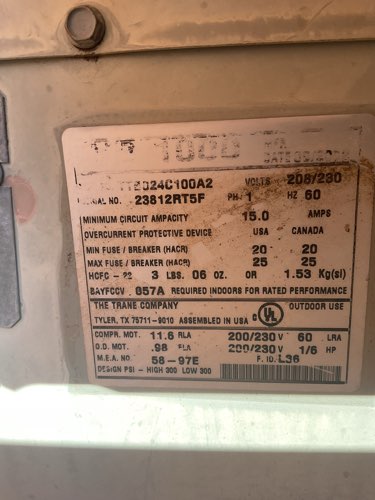 TTB024C100A2 VOLTS 208/230
NO. 23812RT5F PH 1 HZ 60
MINIMUM CIRCUIT AMPACITY 15.0 AMPS
OVERCURRENT PROTECTIVE DEVICE USA CANADA
MIN FUSE / BREAKER (HACR) 20 20
MAX FUSE / BREAKER (HACR) 25 25
HCFC - 22 3 LBS. 06 OZ. OR 1.53 Kg(si)
BAYFCCV 057A REQUIRED INDOORS FOR RATED PERFORMANCE
THE TRANE COMPANY OUTDOOR USE
TYLER, TX 75711-9010 ASSEMBLED IN USA C UL
COMPR. MOT. 11.6 RLA 200/230 V 60 LRA
O.D. MOT. .98 FLA 200/230 V 1/6 HP
M.E.A. NO. 58-97E F. ID. L36
DESIGN PSI - HIGH 300 LOW 300